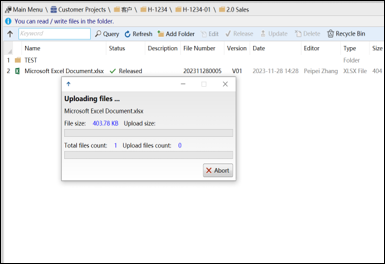 Main Menu \ Customer Projects \ 客户 \ H-1234 \ H-1234-01 \ 2.0 Sales
You can read / write files in the folder.
Keyword Query Refresh Add Folder Edit Release Update Delete Recycle Bin
Name Status Description File Number Version Date Editor Type Size
1 TEST Folder
2 Microsoft Excel Document.xlsx Released 202311280005 V01 2023-11-28 14:28 Peipei Zhang XLSX File 404
Uploading files ...
Microsoft Excel Document.xlsx
File size: 403.78 KB Upload size:
Total files count: 1 Upload files count: 0
Abort